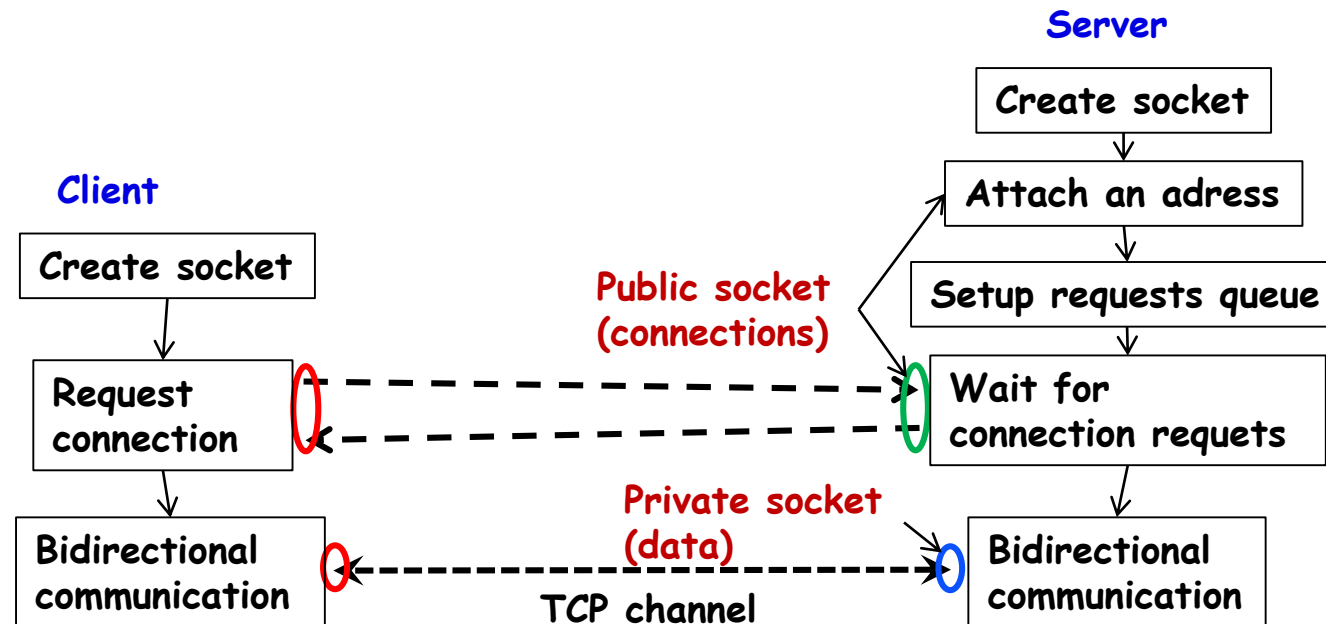 Server
Create socket
Attach an adress
Client
Create socket
Setup requests queue
Public socket
(connections)
Request
connection
Wait for
connection requets
Private socket
(data)
Bidirectional
communication
Bidirectional
communication
TCP channel